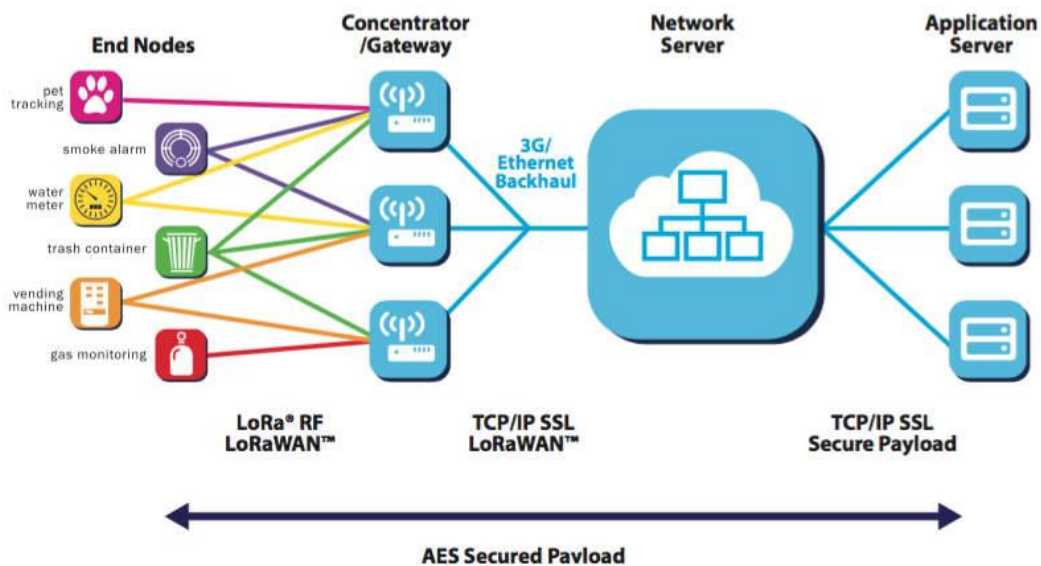 End Nodes
Concentrator
/Gateway
Network
Server
Application
Server
pet
tracking
smoke alarm
water
meter
trash container
vending
machine
gas monitoring
3G/
Ethernet
Backhaul
LoRa® RF
LoRaWAN™
TCP/IP SSL
LoRaWAN™
TCP/IP SSL
Secure Payload
AES Secured Payload